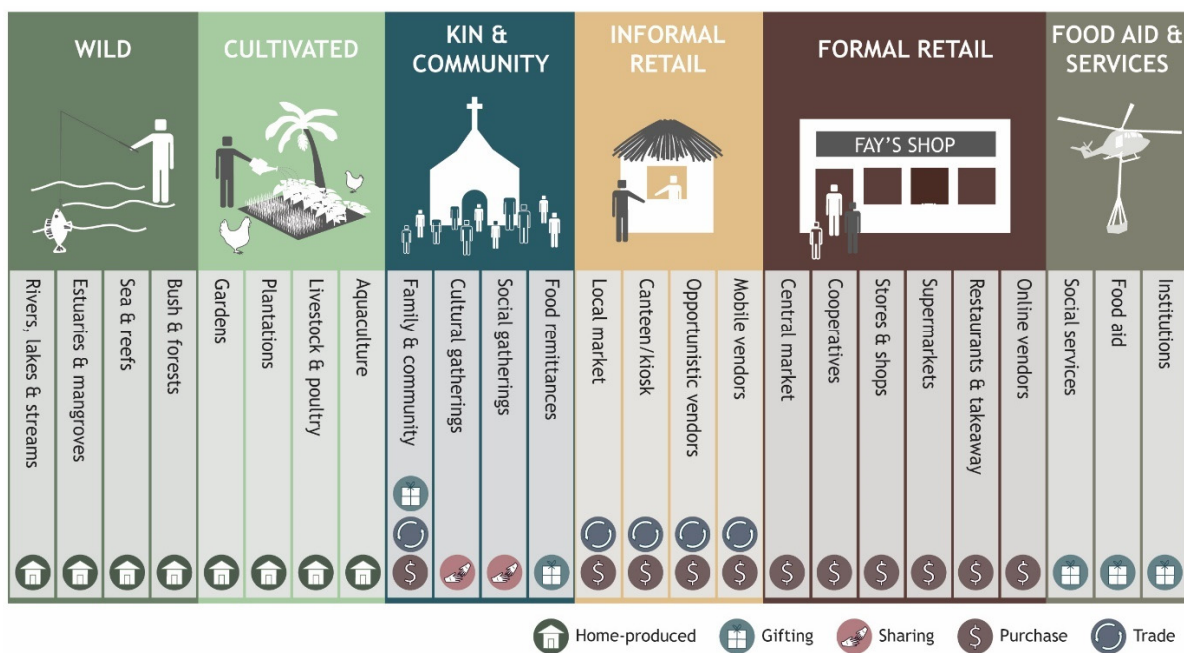 WILD
CULTIVATED
KIN &
COMMUNITY
INFORMAL
RETAIL
FORMAL RETAIL
FOOD AID &
SERVICES
FAY'S SHOP
Rivers, lakes & streams
Estuaries & mangroves
Sea & reefs
Bush & forests
Gardens
Plantations
Livestock & poultry
Aquaculture
Family & community
Cultural gatherings
Social gatherings
Food remittances
Local market
Canteen/kiosk
Opportunistic vendors
Mobile vendors
Central market
Cooperatives
Stores & shops
Supermarkets
Restaurants & takeaway
Online vendors
Social services
Food aid
Institutions
$ $ $ $ $ $ $ $ $ $ $
Home-produced
Gifting
Sharing
$ Purchase
Trade